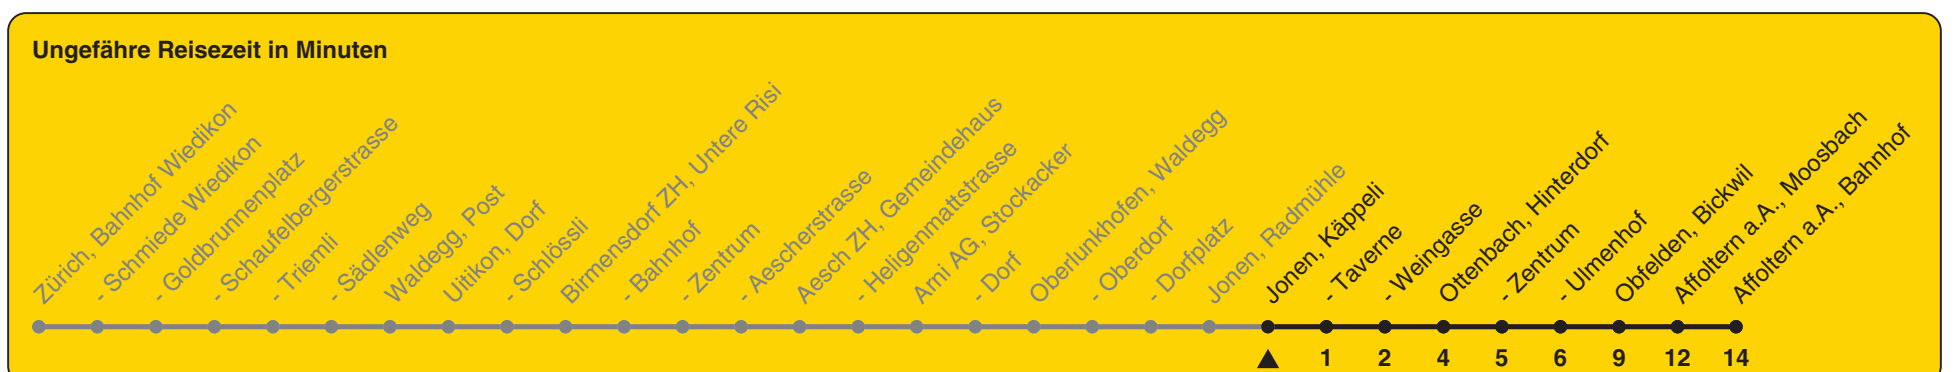 Ungefähre Reisezeit in Minuten
Zürich, Bahnhof Wiedikon
- Schmiede Wiedikon
- Goldbrunnenplatz
- Schaufelbergerstrasse
- Triemli
- Sädlenweg
Waldegg, Post
Uitikon, Dorf
- Schlössli
Birmensdorf ZH, Untere Risi
- Bahnhof
- Zentrum
- Aescherstrasse
Aesch ZH, Gemeindehaus
- Heligenmattstrasse
Arni AG, Stockacker
- Dorf
Oberlunkhofen, Waldegg
- Oberdorf
- Dorfplatz
Jonen, Radmühle
Jonen, Käppeli
- Taverne
- Weingasse
Ottenbach, Hinterdorf
- Zentrum
- Ulmenhof
Obfelden, Bickwil
Affoltern a.A., Moosbach
Affoltern a.A., Bahnhof
1 2 4 5 6 9 12 14